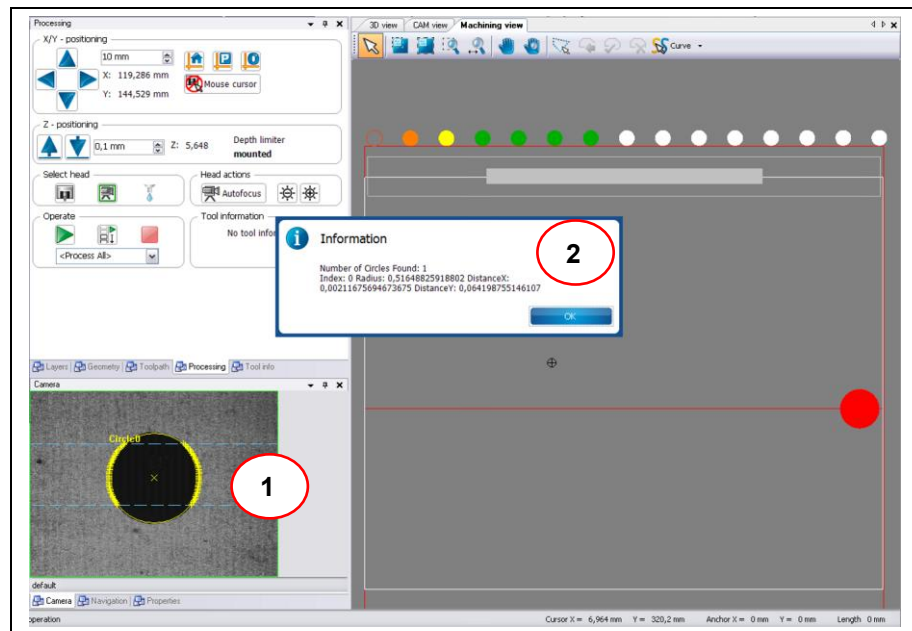 Processing
X/Y - positioning
10 mm
X: 119,286 mm
Y: 144,529 mm
Mouse cursor
Z - positioning
0,1 mm
Z: 5,648
Depth limiter
mounted
Select head
Head actions
Autofocus
Operate
<Process All>
Tool information
No tool infor
Layers
Geometry
Toolpath
Processing
Tool info
Camera
Circle0
1
default
Camera
Navigation
Properties
operation
3D view
CAM view
Machining view
Curve
Information
2
Number of Circles Found: 1
Index: 0 Radius: 0,51648825918802 DistanceX:
0,00211675694673675 DistanceY: 0,064198755146107
OK
Cursor X = 6,964 mm Y = 320,2 mm Anchor X = 0 mm Y = 0 mm Length 0 mm